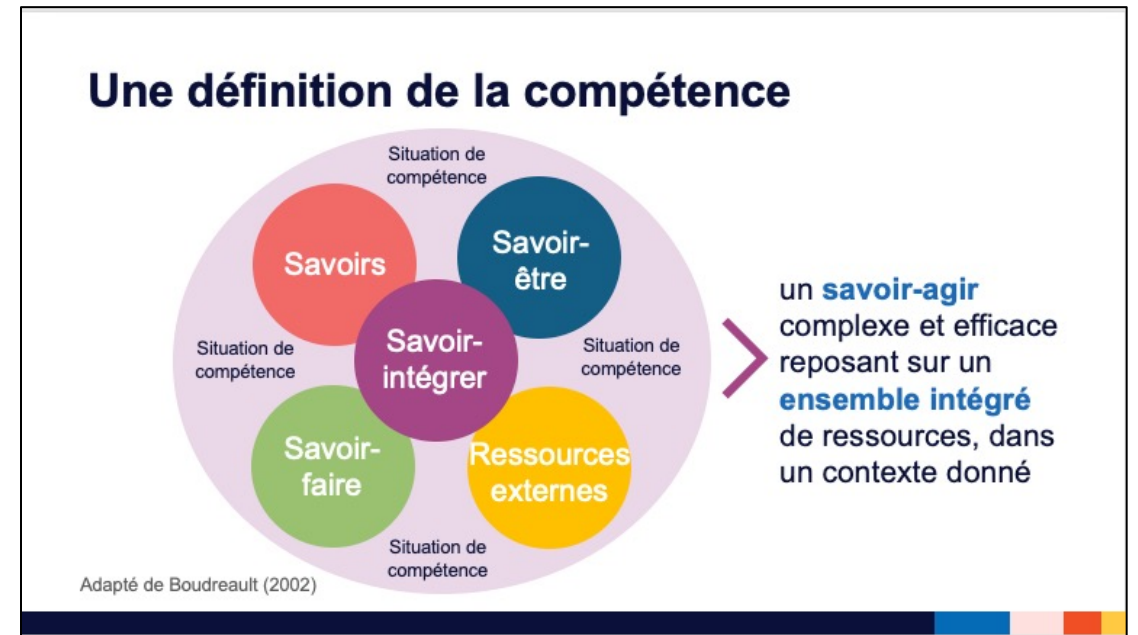 Une définition de la compétence
Situation de
compétence
Savoirs
Savoir-
être
Situation de
compétence
Savoir-
intégrer
Situation de
compétence
Savoir-
faire
Ressources
externes
Situation de
compétence
un savoir-agir
complexe et efficace
reposant sur un
ensemble intégré
de ressources, dans
un contexte donné
Adapté de Boudreault (2002)